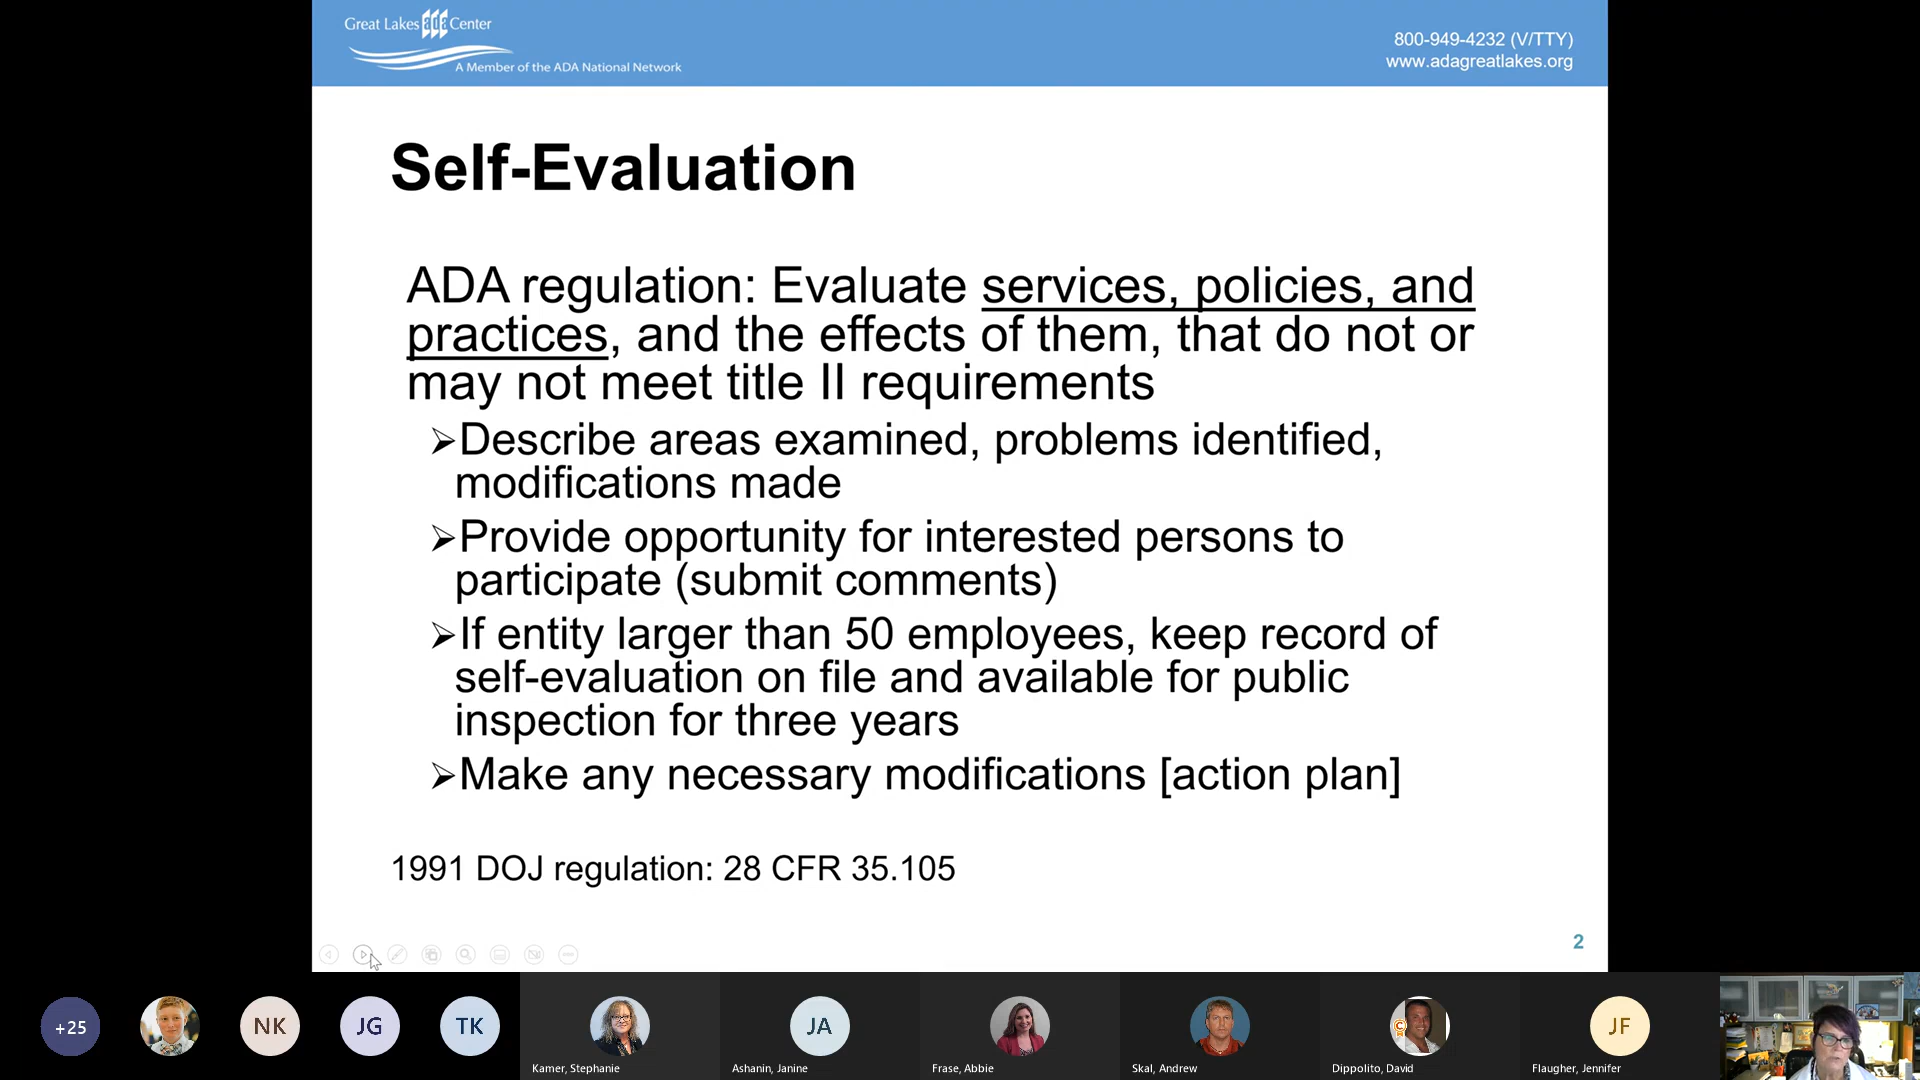 Great Lakes ada Center
A Member of the ADA National Network
800-949-4232 (V/TTY)
www.adagreatlakes.org
Self-Evaluation
ADA regulation: Evaluate services, policies, and
practices, and the effects of them, that do not or
may not meet title II requirements
➢Describe areas examined, problems identified,
modifications made
➢Provide opportunity for interested persons to
participate (submit comments)
➢If entity larger than 50 employees, keep record of
self-evaluation on file and available for public
inspection for three years
➢Make any necessary modifications [action plan]
1991 DOJ regulation: 28 CFR 35.105
2
+25
NK
JG
TK
JA
JF
Kamer, Stephanie
Ashanin, Janine
Frase, Abbie
Skal, Andrew
Dippolito, David
Flaugher, Jennifer